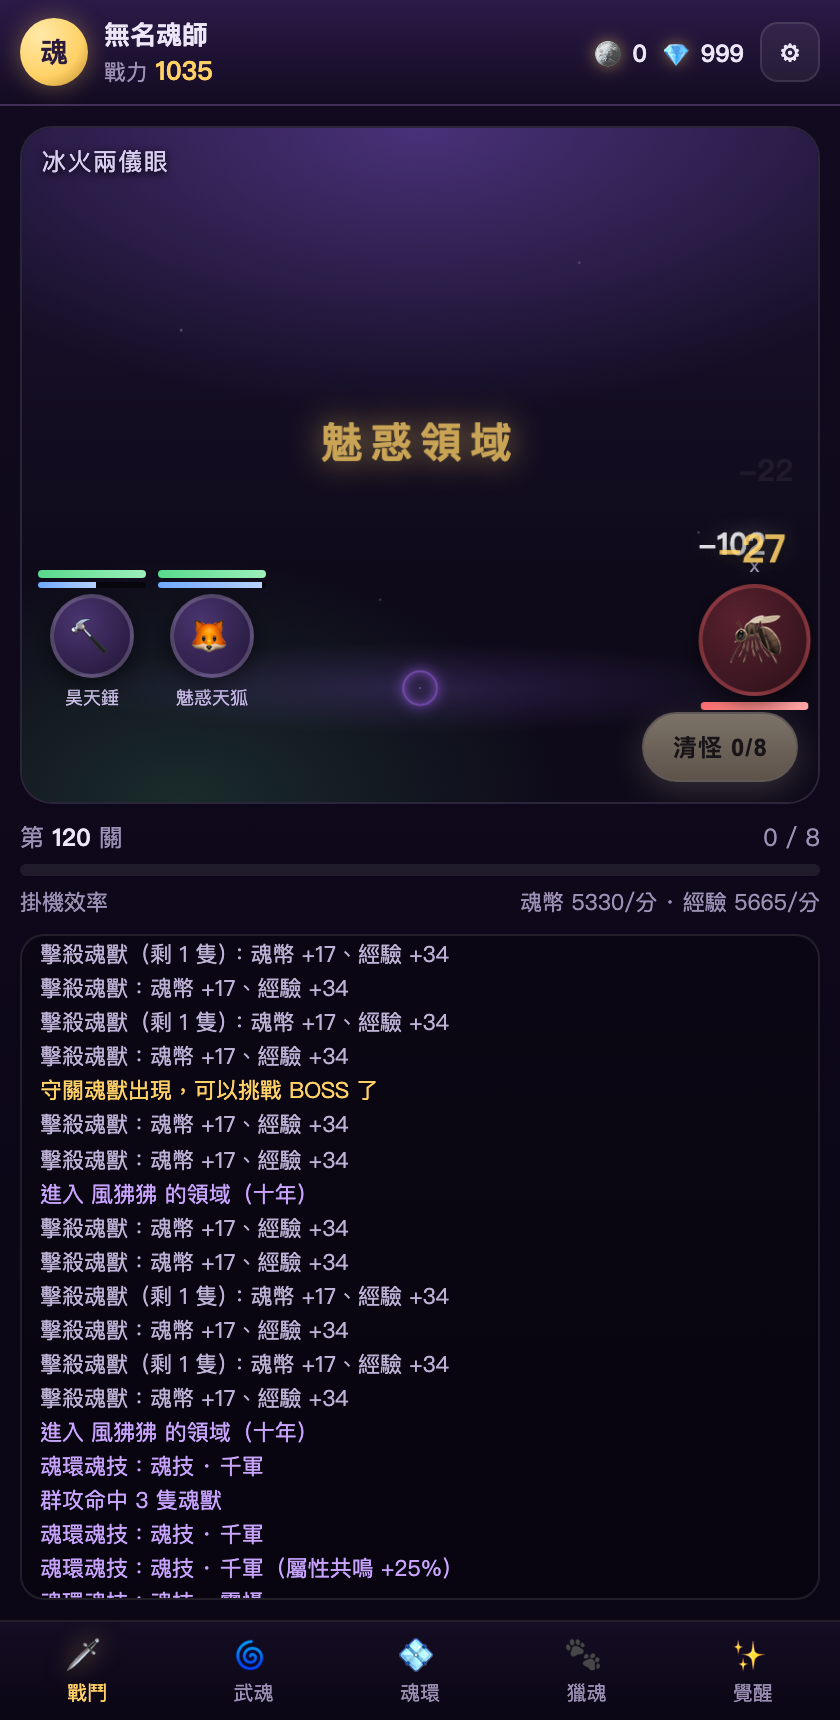 魂
無名魂師
戰力 1035
0
999
冰火兩儀眼
魅惑領域
-22
-102
-27
x
昊天錘
魅惑天狐
清怪 0/8
第 120 關
0 / 8
掛機效率
魂幣 5330/分 · 經驗 5665/分
擊殺魂獸（剩 1 隻）：魂幣 +17、經驗 +34
擊殺魂獸：魂幣 +17、經驗 +34
擊殺魂獸（剩 1 隻）：魂幣 +17、經驗 +34
擊殺魂獸：魂幣 +17、經驗 +34
守關魂獸出現，可以挑戰 BOSS 了
擊殺魂獸：魂幣 +17、經驗 +34
擊殺魂獸：魂幣 +17、經驗 +34
進入 風狒狒 的領域（十年）
擊殺魂獸：魂幣 +17、經驗 +34
擊殺魂獸：魂幣 +17、經驗 +34
擊殺魂獸（剩 1 隻）：魂幣 +17、經驗 +34
擊殺魂獸：魂幣 +17、經驗 +34
擊殺魂獸（剩 1 隻）：魂幣 +17、經驗 +34
擊殺魂獸：魂幣 +17、經驗 +34
進入 風狒狒 的領域（十年）
魂環魂技：魂技 · 千軍
群攻命中 3 隻魂獸
魂環魂技：魂技 · 千軍
魂環魂技：魂技 · 千軍（屬性共鳴 +25%）
魂環魂技：魂技 · 震懾
戰鬥
武魂
魂環
獵魂
覺醒